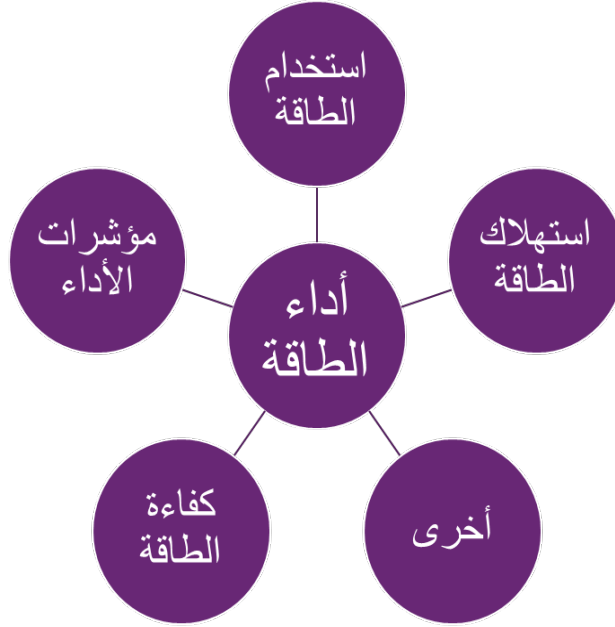 استخدام
الطاقة
استهلاك
الطاقة
مؤشرات
الأداء
أداء
الطاقة
كفاءة
الطاقة
أخرى